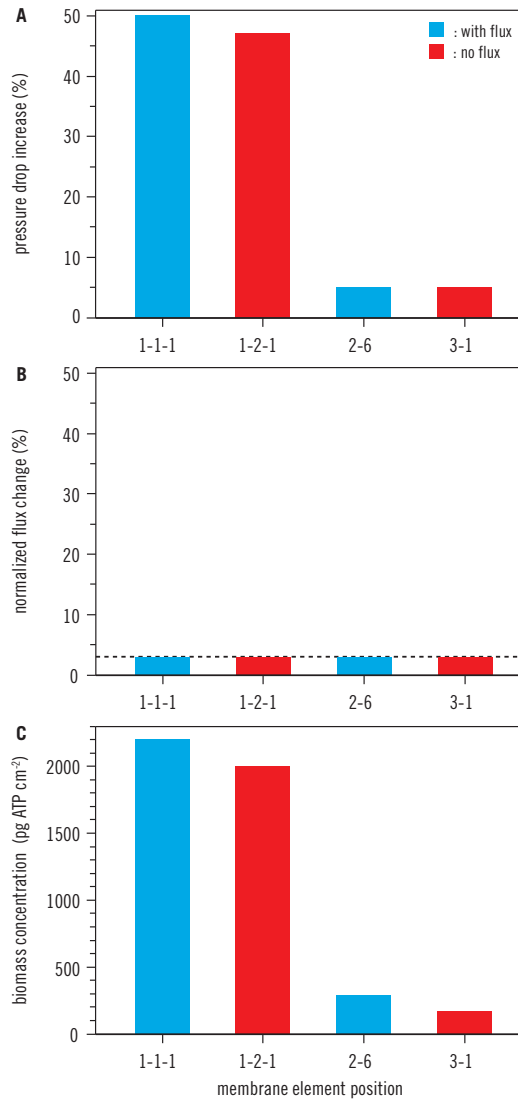 A
pressure drop increase (%)
50
40
30
20
10
0
: with flux
: no flux
1-1-1 1-2-1 2-6 3-1
B
normalized flux change (%)
50
40
30
20
10
0
1-1-1 1-2-1 2-6 3-1
C
biomass concentration (pg ATP cm⁻²)
2000
1500
1000
500
0
1-1-1 1-2-1 2-6 3-1
membrane element position